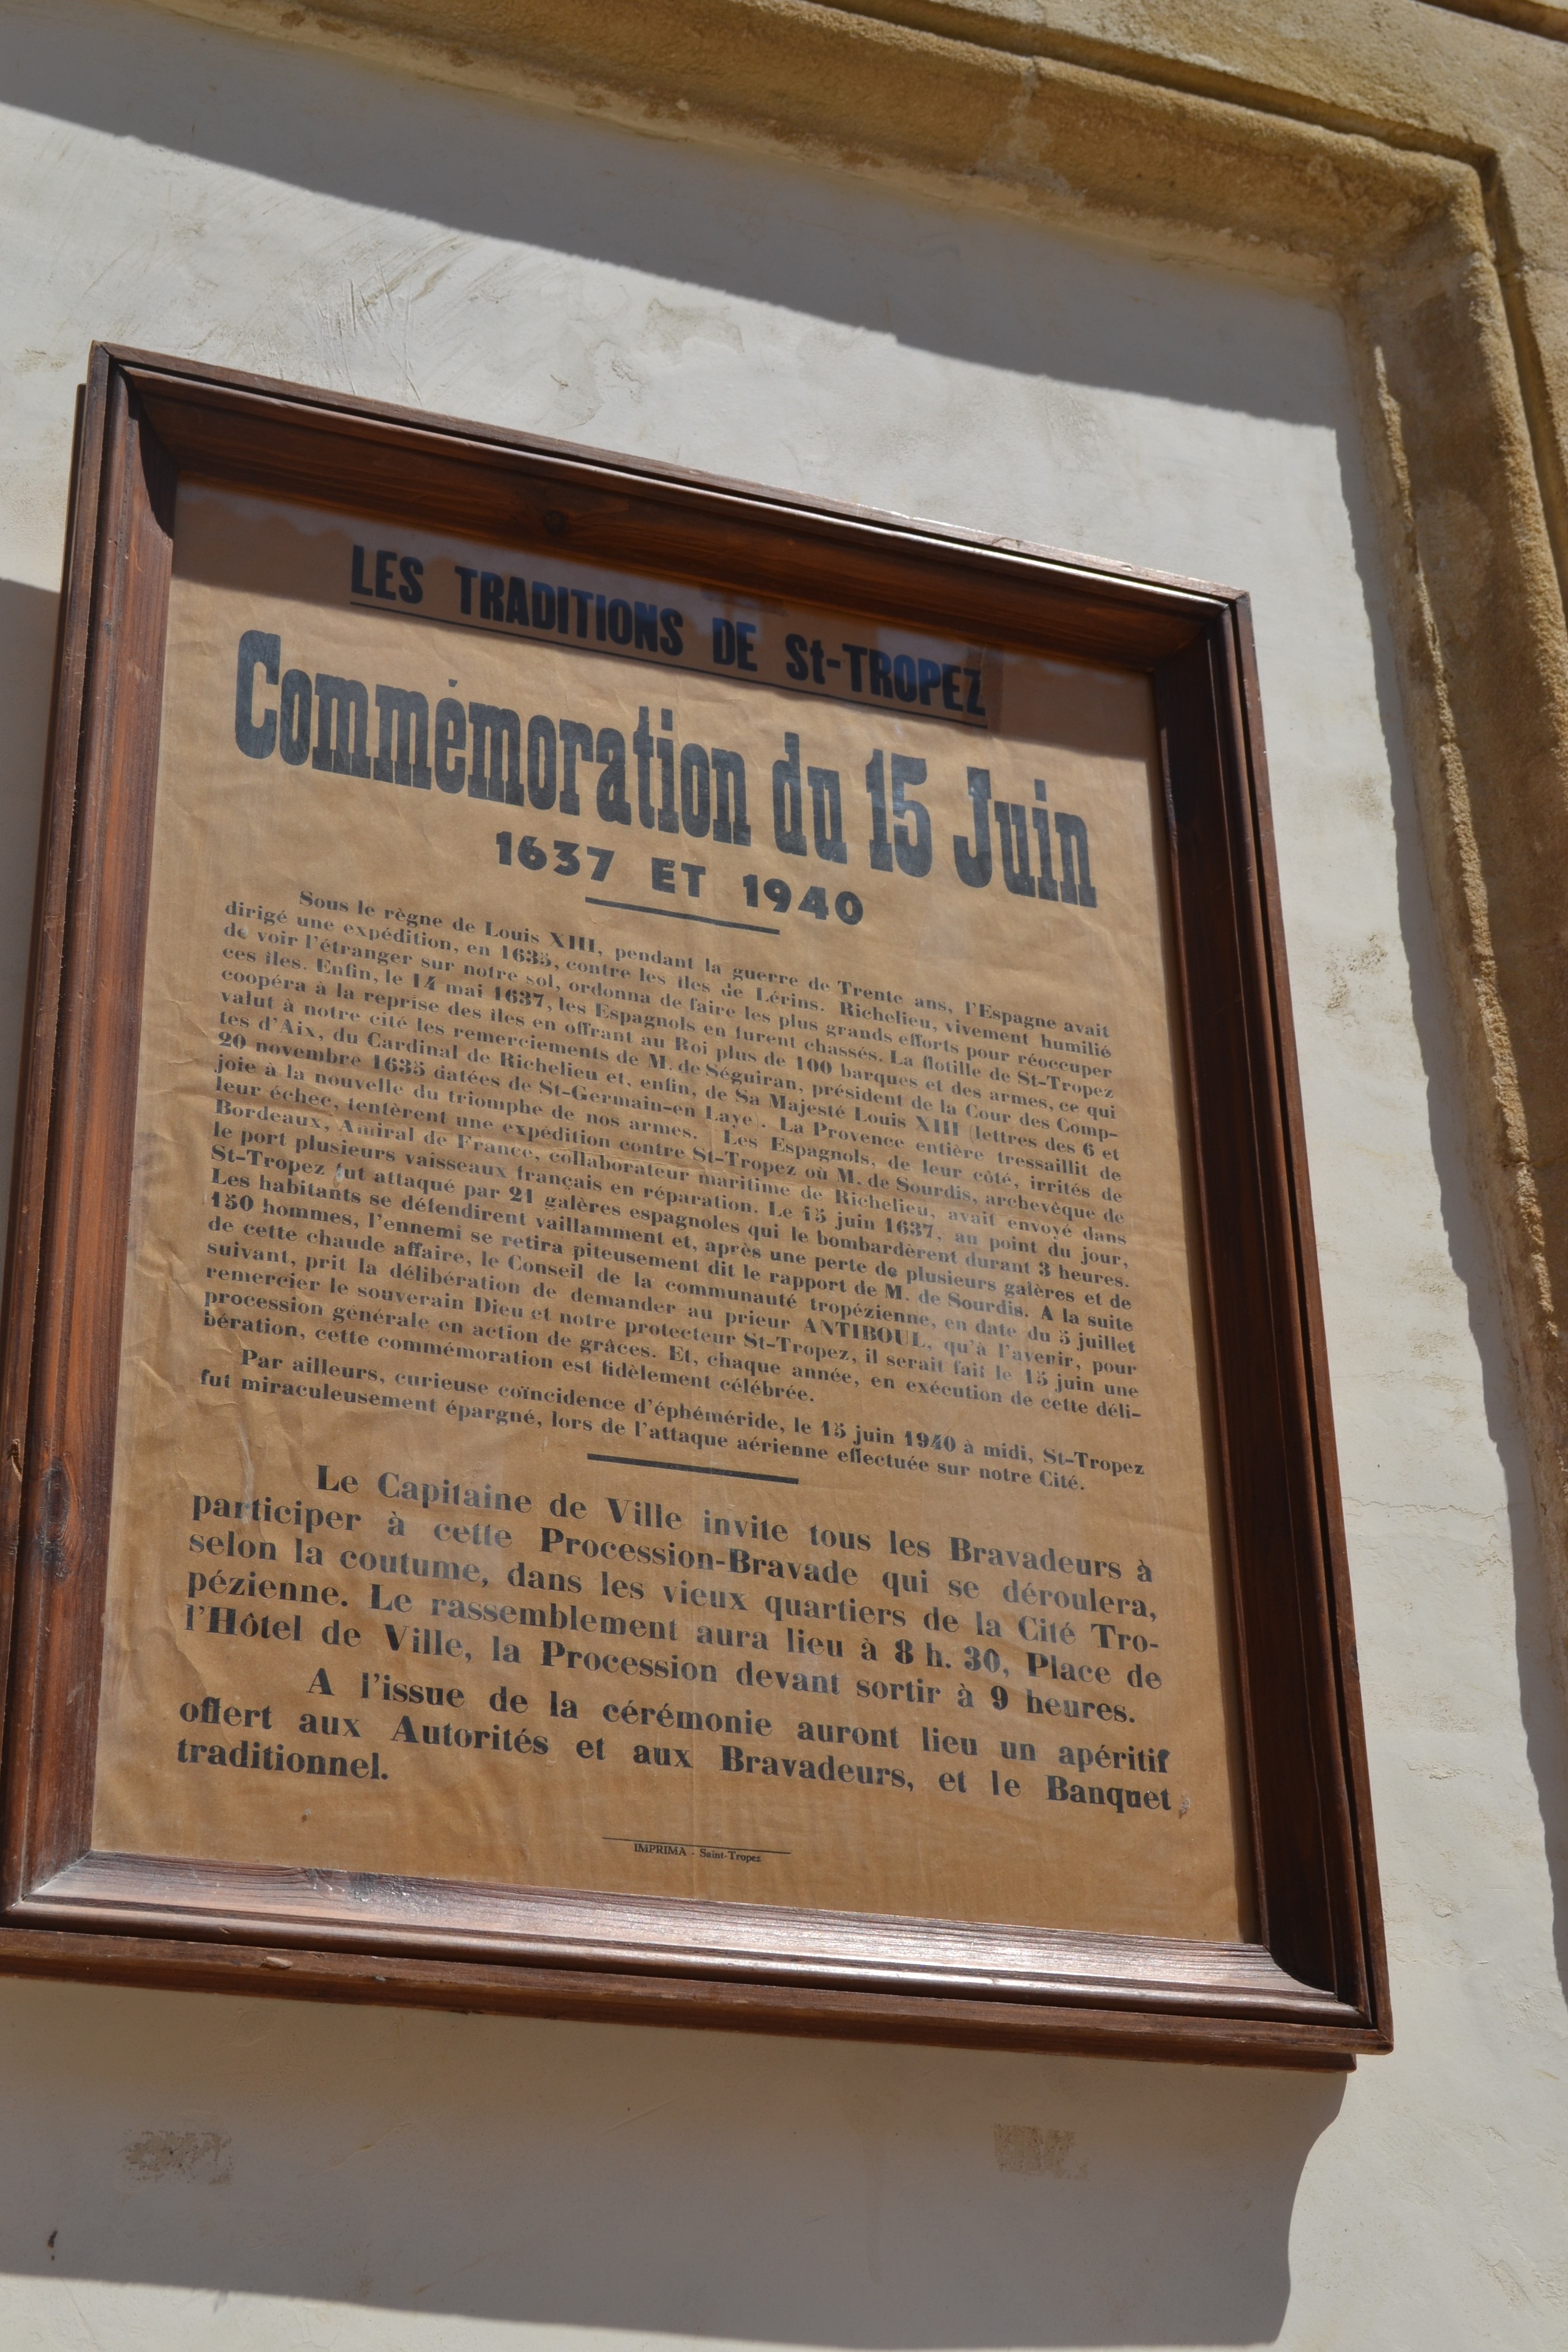 LES TRADITIONS DE St-TROPEZ
Commémoration du 15 Juin
1637 ET 1940
Sous le règne de Louis XIII, pendant la guerre de Trente ans, l'Espagne avait
dirigé une expédition, en 1635, contre les îles de Lérins. Richelieu, vivement humilié
de voir l'étranger sur notre sol, ordonna de faire les plus grands efforts pour réoccuper
ces îles. Enfin, le 14 mai 1637, les Espagnols en furent chassés. La flotille de St-Tropez
coopéra à la reprise des îles en offrant au Roi plus de 100 barques et des armes, ce qui
valut à notre cité les remerciements de M. de Séguiran, président de la Cour des Comp-
tes d'Aix, du Cardinal de Richelieu et, enfin, de Sa Majesté Louis XIII (lettres des 6 et
20 novembre 1635 datées de St-Germain-en Laye). La Provence entière tressaillit de
joie à la nouvelle du triomphe de nos armes. Les Espagnols, de leur côté, irrités de
leur échec, tentèrent une expédition contre St-Tropez où M. de Sourdis, archevêque de
Bordeaux, Amiral de France, collaborateur maritime de Richelieu, avait envoyé dans
le port plusieurs vaisseaux français en réparation. Le 15 juin 1637, au point du jour,
St-Tropez fut attaqué par 21 galères espagnoles qui le bombardèrent durant 3 heures.
Les habitants se défendirent vaillamment et, après une perte de plusieurs galères et de
150 hommes, l'ennemi se retira piteusement dit le rapport de M. de Sourdis. A la suite
de cette chaude affaire, le Conseil de la communauté tropézienne, en date du 5 juillet
suivant, prit la délibération de demander au prieur ANTIBOUL, qu'à l'avenir, pour
remercier le souverain Dieu et notre protecteur St-Tropez, il serait fait le 15 juin une
procession générale en action de grâces. Et, chaque année, en exécution de cette déli-
bération, cette commémoration est fidèlement célébrée.
Par ailleurs, curieuse coïncidence d'éphéméride, le 15 juin 1940 à midi, St-Tropez
fut miraculeusement épargné, lors de l'attaque aérienne effectuée sur notre Cité.
Le Capitaine de Ville invite tous les Bravadeurs à
participer à cette Procession-Bravade qui se déroulera,
selon la coutume, dans les vieux quartiers de la Cité Tro-
pézienne. Le rassemblement aura lieu à 8 h. 30, Place de
l'Hôtel de Ville, la Procession devant sortir à 9 heures.
A l'issue de la cérémonie auront lieu un apéritif
offert aux Autorités et aux Bravadeurs, et le Banquet
traditionnel.
IMPRIMA - Saint-Tropez